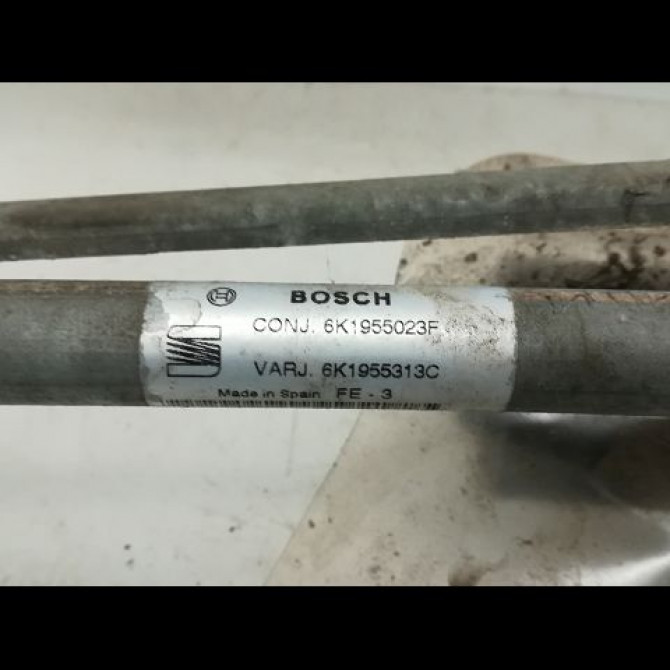 BOSCH
CONJ. 6K1955023F
VARJ. 6K1955313C
Made in Spain FE - 3